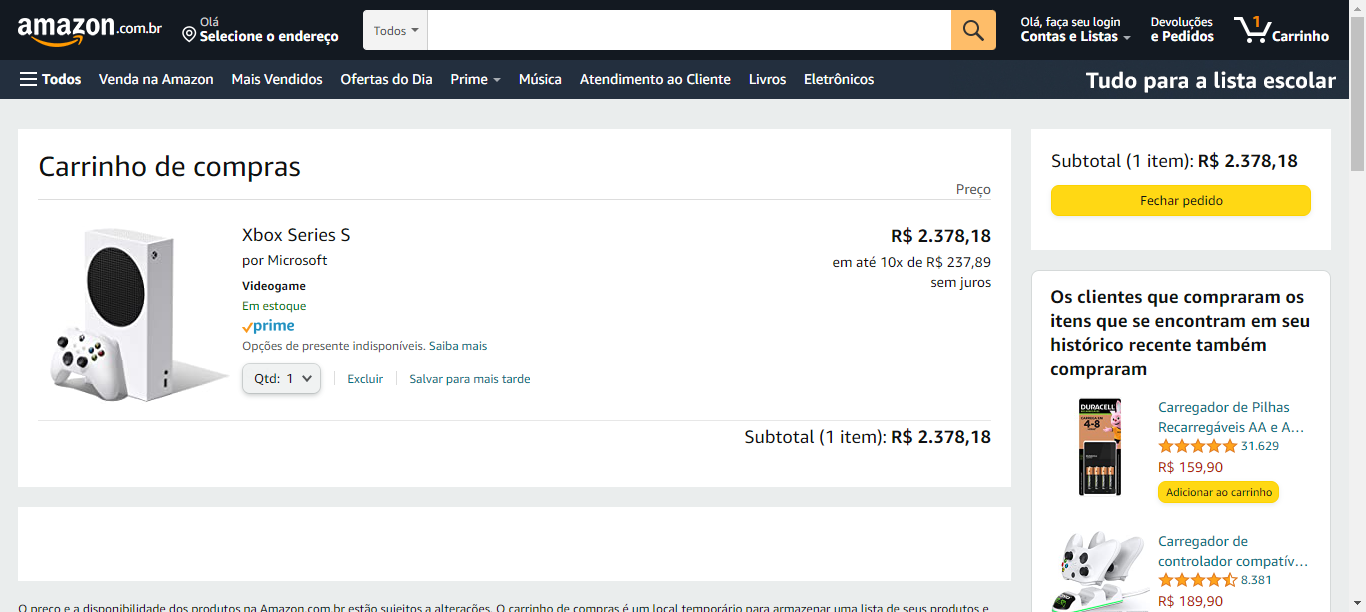 amazon.com.br
Olá
Selecione o endereço
Todos
Olá, faça seu login
Contas e Listas
Devoluções
e Pedidos
1
Carrinho
Todos
Venda na Amazon
Mais Vendidos
Ofertas do Dia
Prime
Música
Atendimento ao Cliente
Livros
Eletrônicos
Tudo para a lista escolar
Carrinho de compras
Preço
Xbox Series S
R$ 2.378,18
por Microsoft
em até 10x de R$ 237,89
sem juros
Videogame
Em estoque
prime
Opções de presente indisponíveis. Saiba mais
Qtd: 1
Excluir
Salvar para mais tarde
Subtotal (1 item): R$ 2.378,18
Subtotal (1 item): R$ 2.378,18
Fechar pedido
Os clientes que compraram os
itens que se encontram em seu
histórico recente também
compraram
DURACELL
4-8
Carregador de Pilhas
Recarregáveis AA e A...
31.629
R$ 159,90
Adicionar ao carrinho
Carregador de
controlador compatív...
8.381
R$ 189,90
O preço e a disponibilidade dos produtos na Amazon.com.br estão sujeitos a alterações. O carrinho de compras é um local temporário para armazenar uma lista de seus produtos e